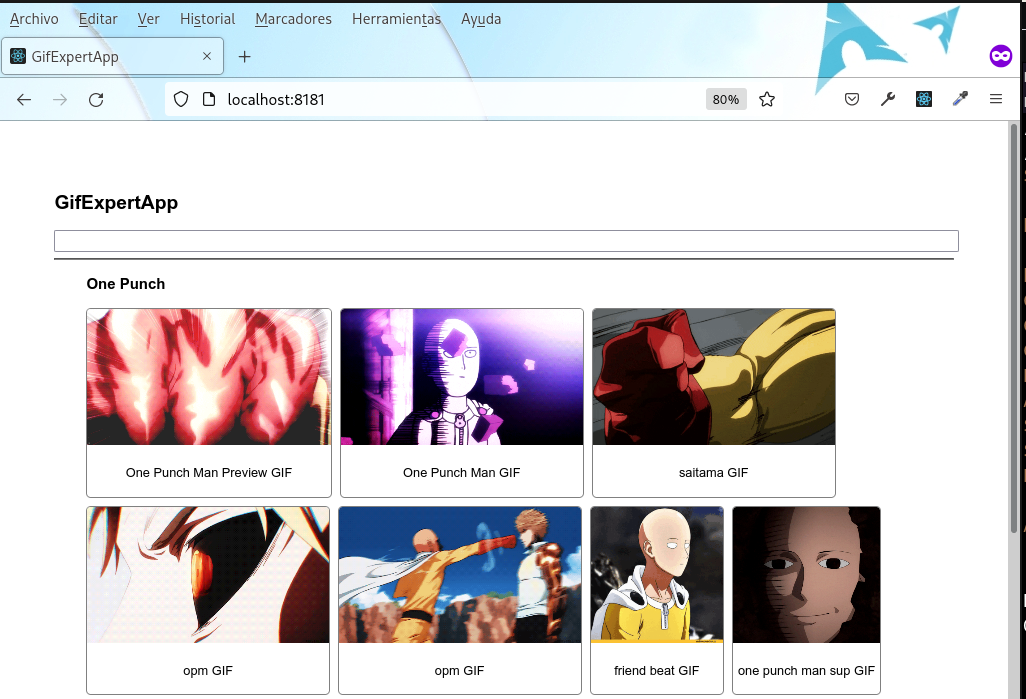 Archivo Editar Ver Historial Marcadores Herramientas Ayuda
GifExpertApp
localhost:8181 80%
GifExpertApp
One Punch
One Punch Man Preview GIF One Punch Man GIF saitama GIF
opm GIF opm GIF friend beat GIF one punch man sup GIF